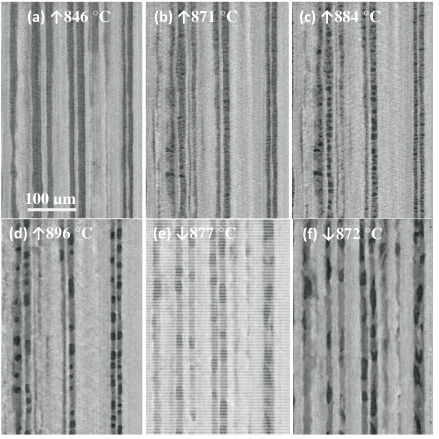 (a) ↑846 °C
(b) ↑871 °C
(c) ↑884 °C
100 μm
(d) ↑896 °C
(e) ↓877 °C
(f) ↓872 °C